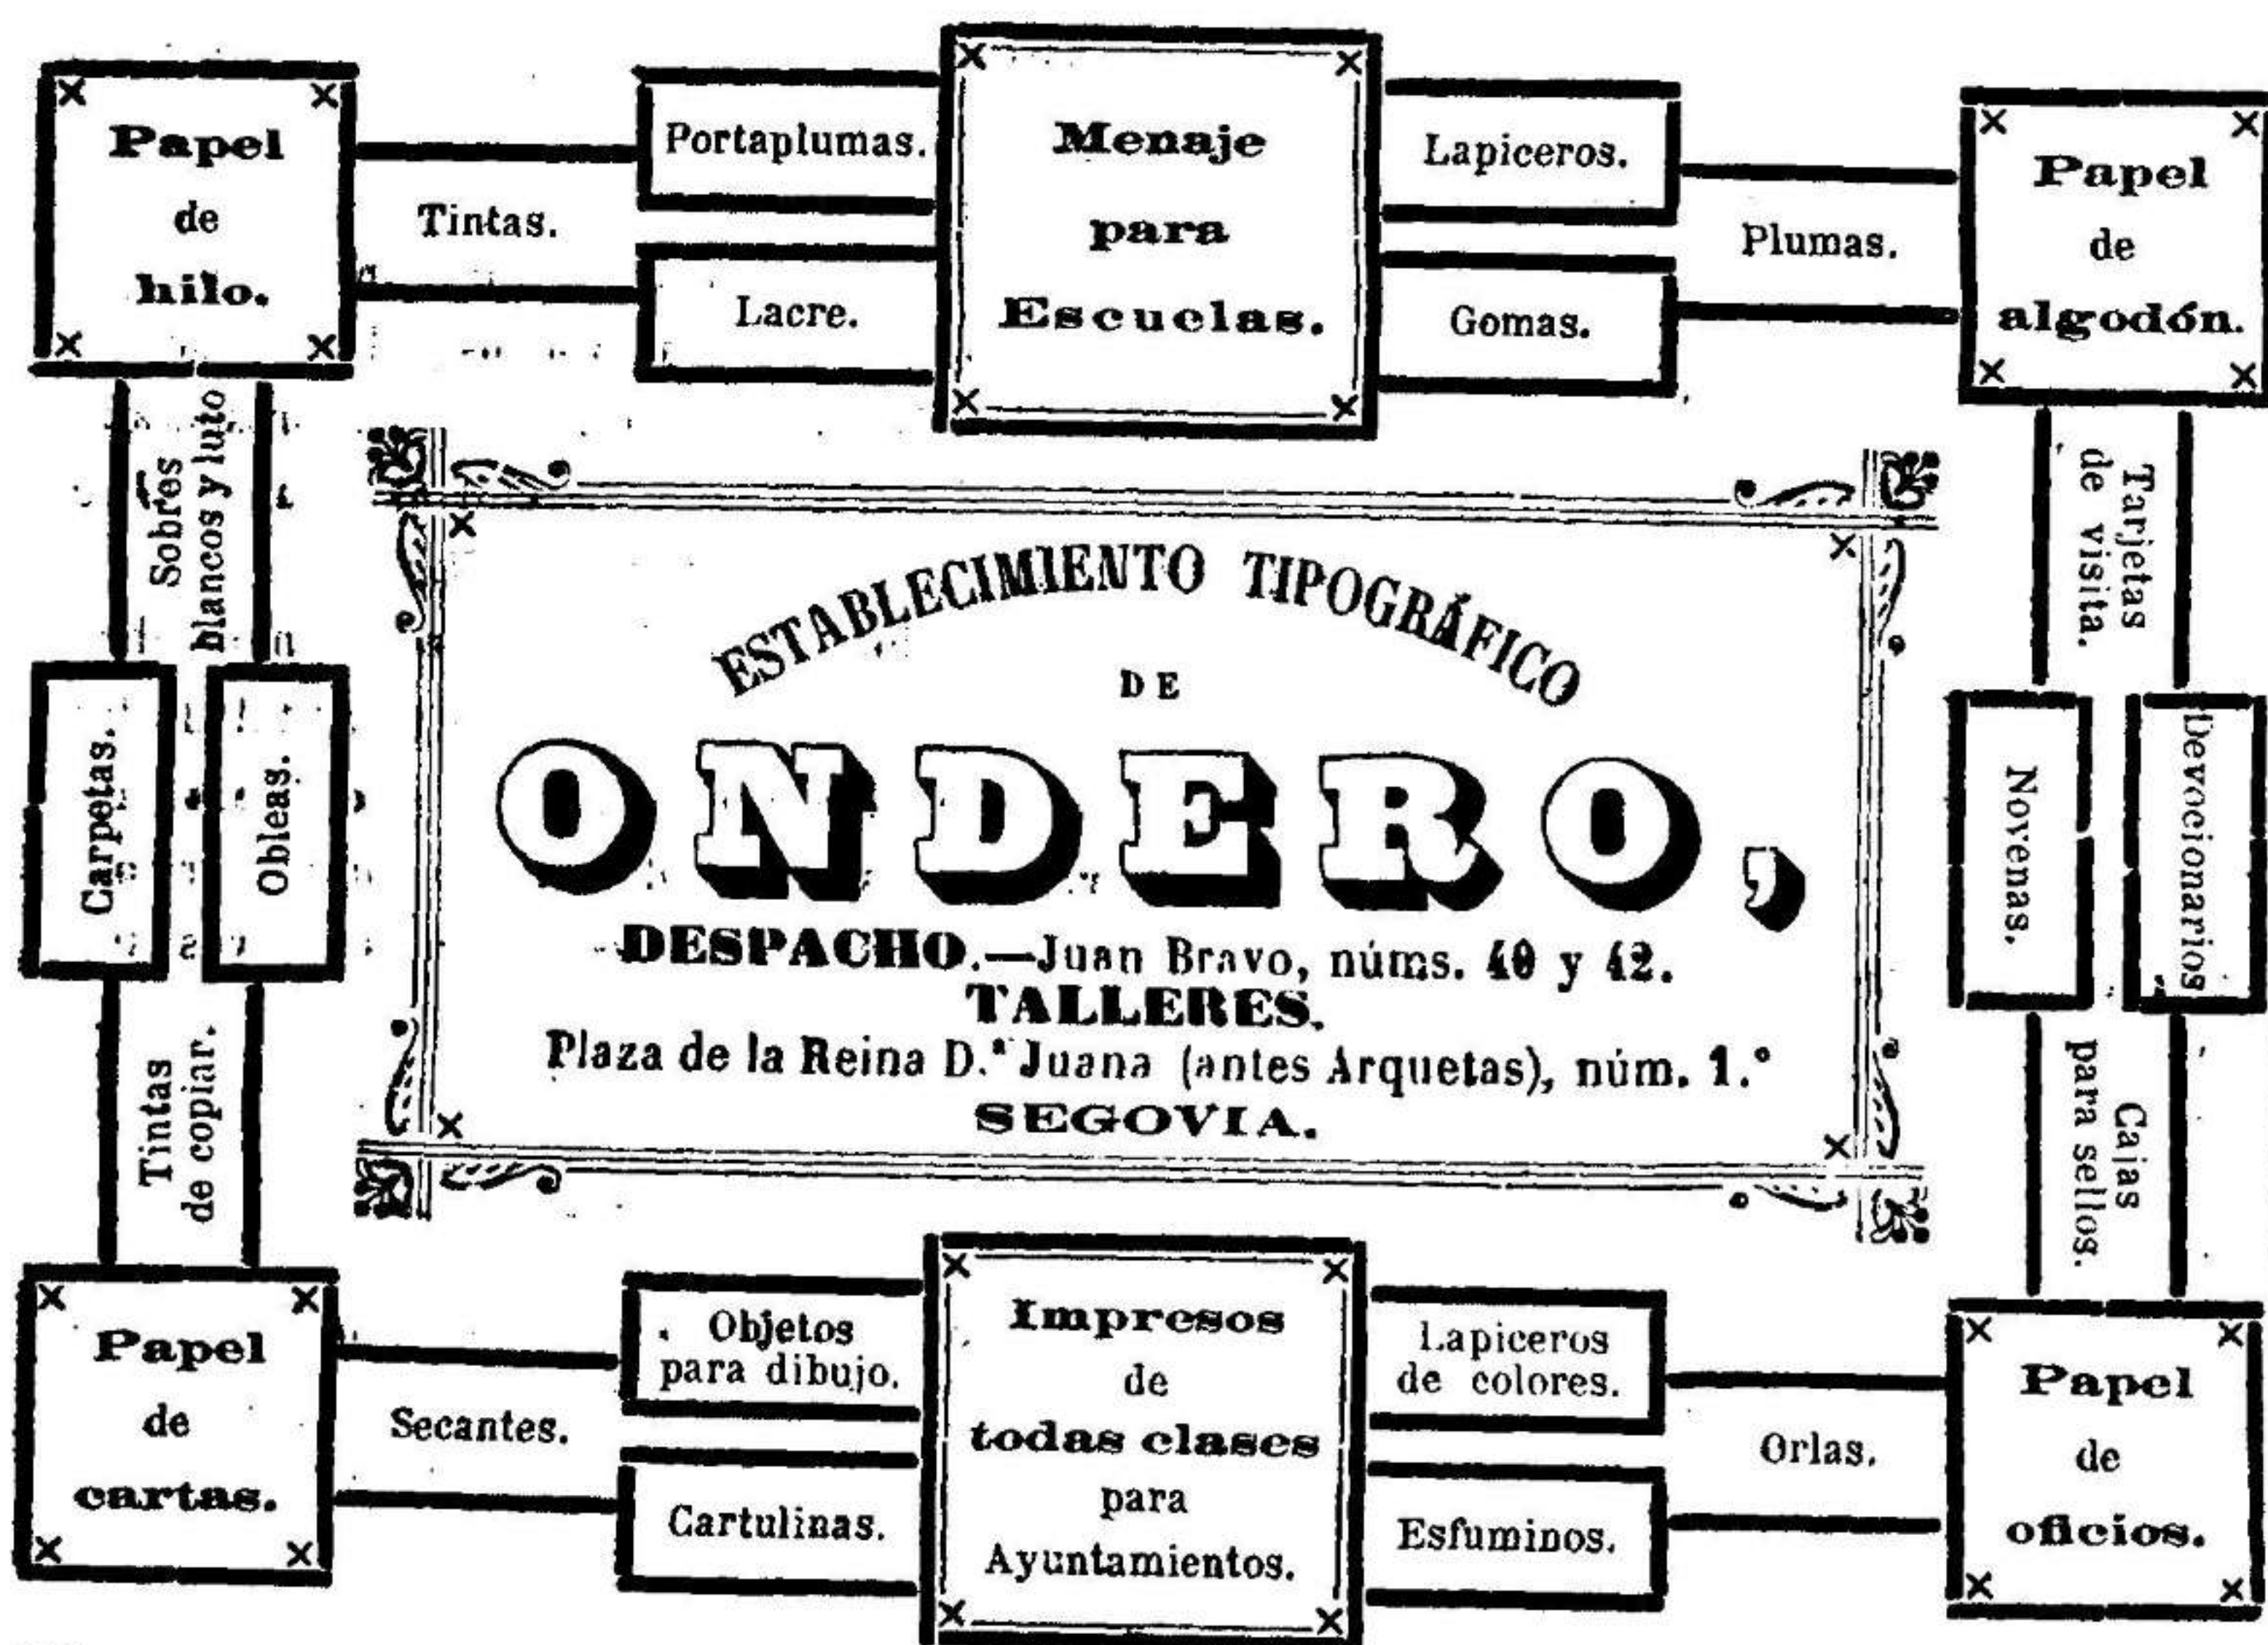 Papel
de
hilo.
Tintas.
Portaplumas.
Lacre.
Menaje
para
Escuelas.
Lapiceros.
Gomas.
Plumas.
Papel
de
algodón.
Sobres
blancos y luto
Carpetas.
Obleas.
Tintas
de copiar.
ESTABLECIMIENTO TIPOGRÁFICO
DE
ONDERO,
DESPACHO.—Juan Bravo, núms. 40 y 42.
TALLERES.
Plaza de la Reina D.ª Juana (antes Arquetas), núm. 1.º
SEGOVIA.
Tarjetas
de visita.
Novenas.
Devocionarios
Cajas
para sellos.
Papel
de
cartas.
Secantes.
Objetos
para dibujo.
Cartulinas.
Impresos
de
todas clases
para
Ayuntamientos.
Lapiceros
de colores.
Esfuminos.
Orlas.
Papel
de
oficios.